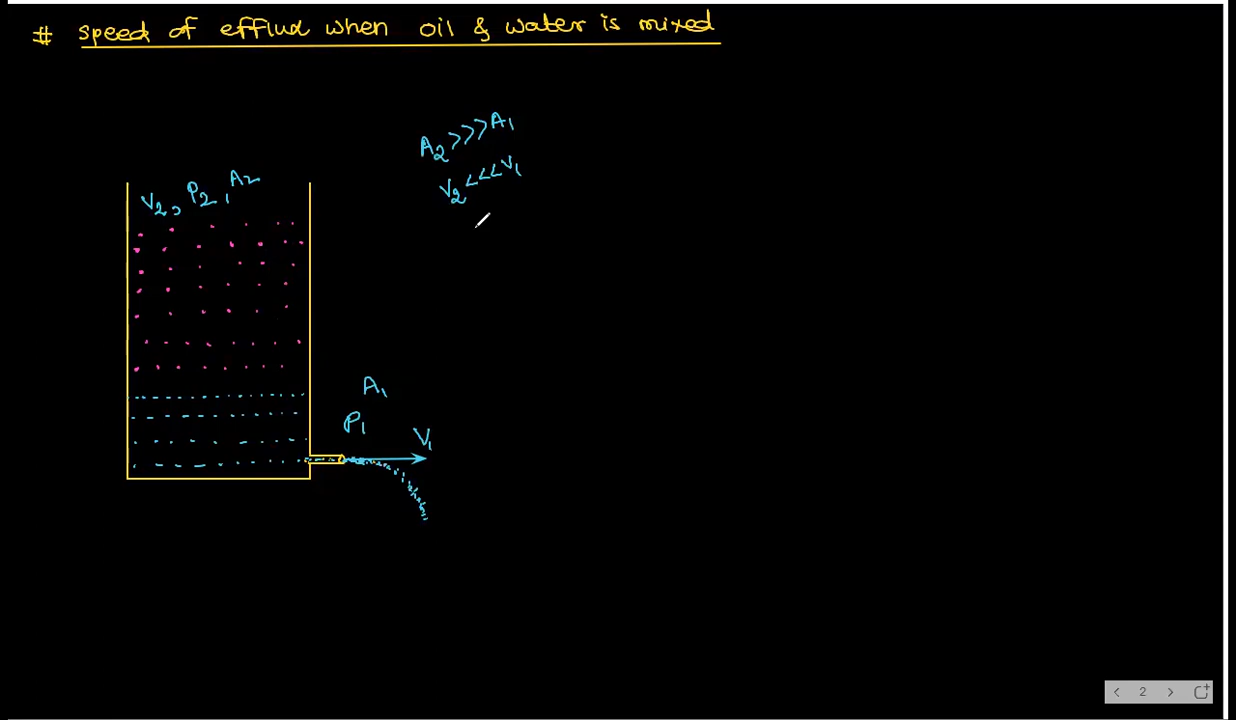 # speed of efflux when oil & water is mixed
A2 >>> A1
V2 <<< V1
V2, P2, A2
A1
P1
V1
2